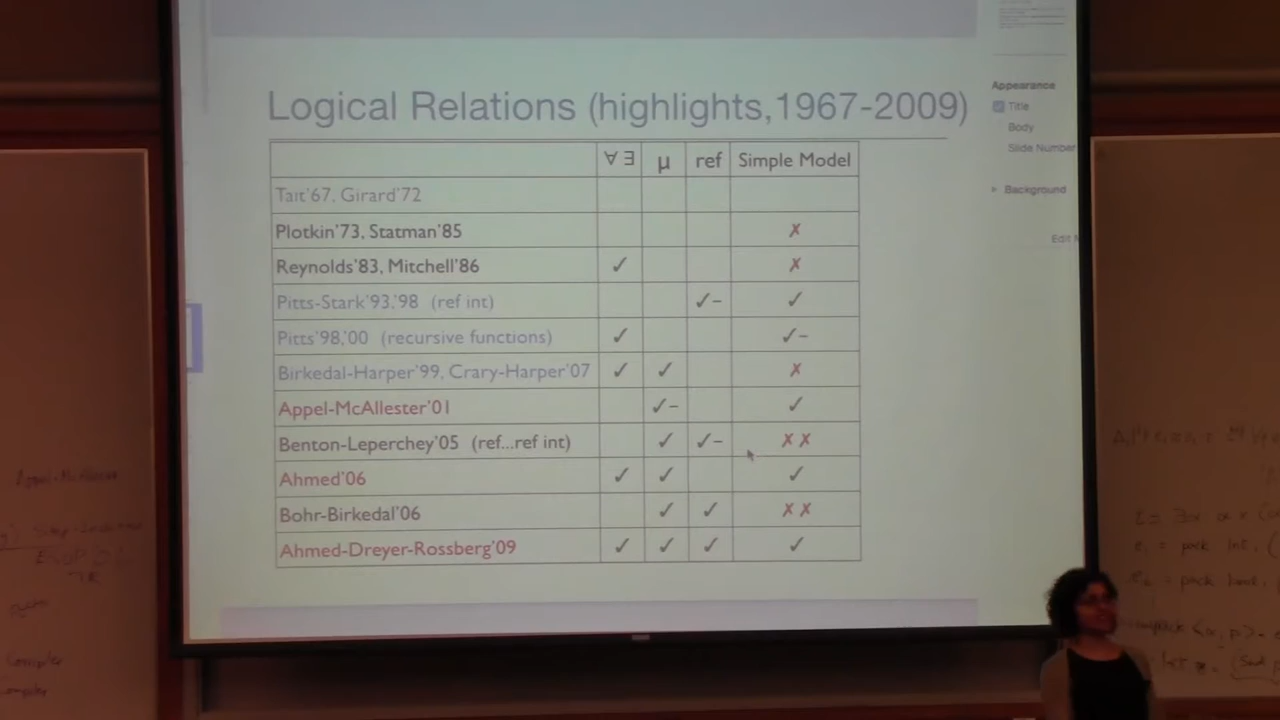 Logical Relations (highlights,1967-2009)
∀ ∃ μ ref Simple Model
Tait'67, Girard'72
Plotkin'73, Statman'85 ✗
Reynolds'83, Mitchell'86 ✓ ✗
Pitts-Stark'93,'98 (ref int) ✓- ✓
Pitts'98,'00 (recursive functions) ✓ ✓-
Birkedal-Harper'99, Crary-Harper'07 ✓ ✓ ✗
Appel-McAllester'01 ✓- ✓
Benton-Leperchey'05 (ref...ref int) ✓ ✓- ✗ ✗
Ahmed'06 ✓ ✓ ✓
Bohr-Birkedal'06 ✓ ✓ ✗ ✗
Ahmed-Dreyer-Rossberg'09 ✓ ✓ ✓ ✓
Appearance
Title
Body
Slide Number
Background
Edit
Compiler